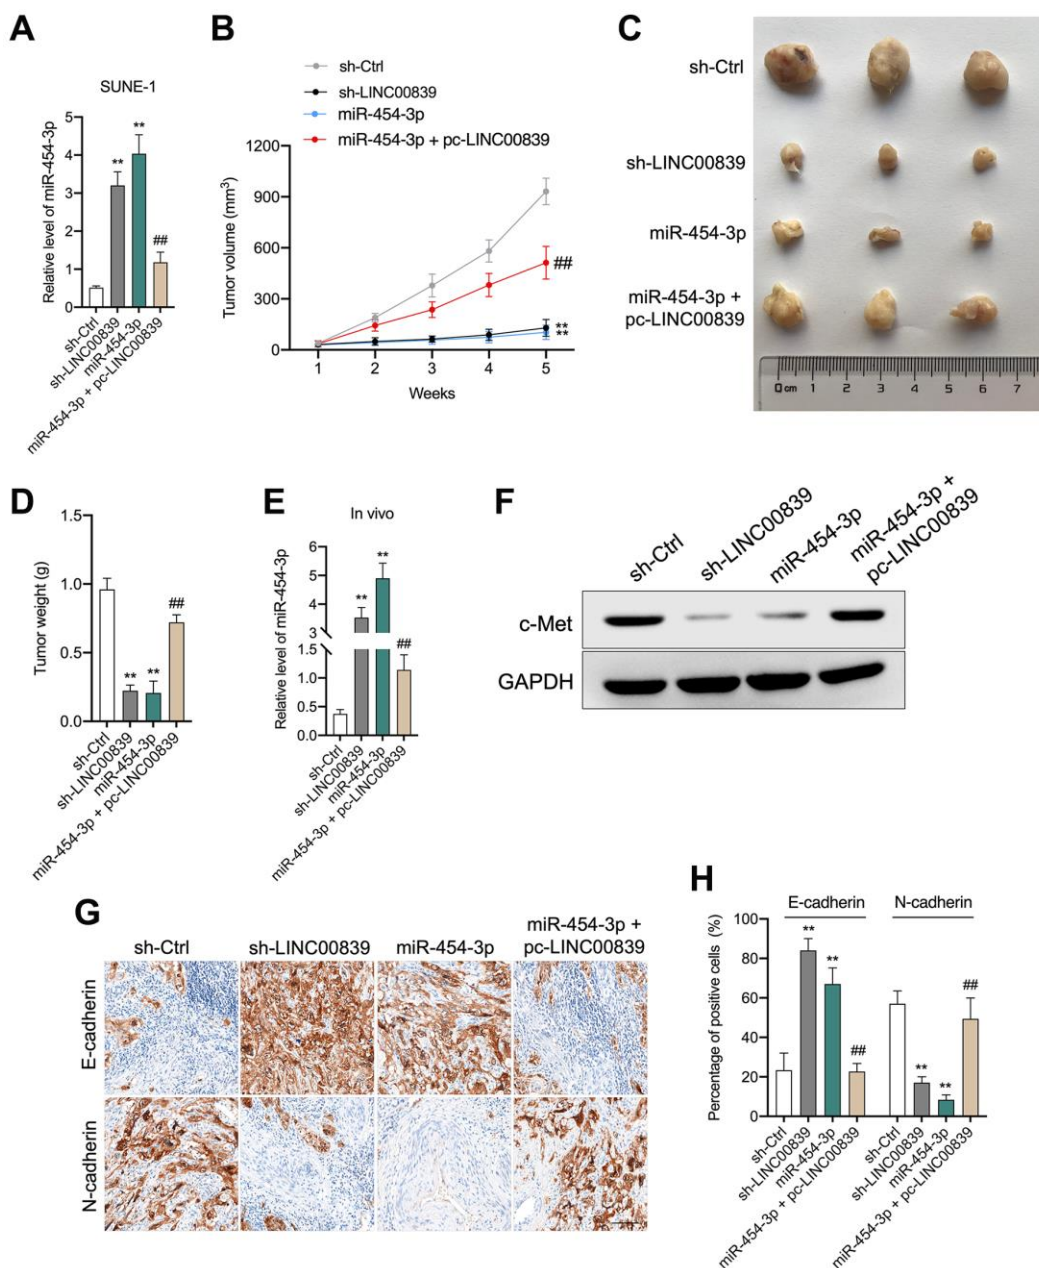 A
SUNE-1
Relative level of miR-454-3p
5
4
3
2
1
0
**
**
##
sh-Ctrl
sh-LINC00839
miR-454-3p
miR-454-3p + pc-LINC00839
B
sh-Ctrl
sh-LINC00839
miR-454-3p
miR-454-3p + pc-LINC00839
Tumor volume (mm³)
1200
900
600
300
0
##
**
**
1 2 3 4 5
Weeks
C
sh-Ctrl
sh-LINC00839
miR-454-3p
miR-454-3p +
pc-LINC00839
0 cm 1 2 3 4 5 6 7
D
Tumor weight (g)
1.5
1.0
0.5
0.0
**
**
##
sh-Ctrl
sh-LINC00839
miR-454-3p
miR-454-3p + pc-LINC00839
E
In vivo
Relative level of miR-454-3p
6
5
4
3
1.5
1.0
0.5
0.0
**
**
##
sh-Ctrl
sh-LINC00839
miR-454-3p
miR-454-3p + pc-LINC00839
F
sh-Ctrl
sh-LINC00839
miR-454-3p
miR-454-3p +
pc-LINC00839
c-Met
GAPDH
G
sh-Ctrl
sh-LINC00839
miR-454-3p
miR-454-3p +
pc-LINC00839
E-cadherin
N-cadherin
H
E-cadherin
N-cadherin
Percentage of positive cells (%)
100
80
60
40
20
0
**
**
##
**
**
##
sh-Ctrl
sh-LINC00839
miR-454-3p
miR-454-3p + pc-LINC00839
sh-Ctrl
sh-LINC00839
miR-454-3p
miR-454-3p + pc-LINC00839